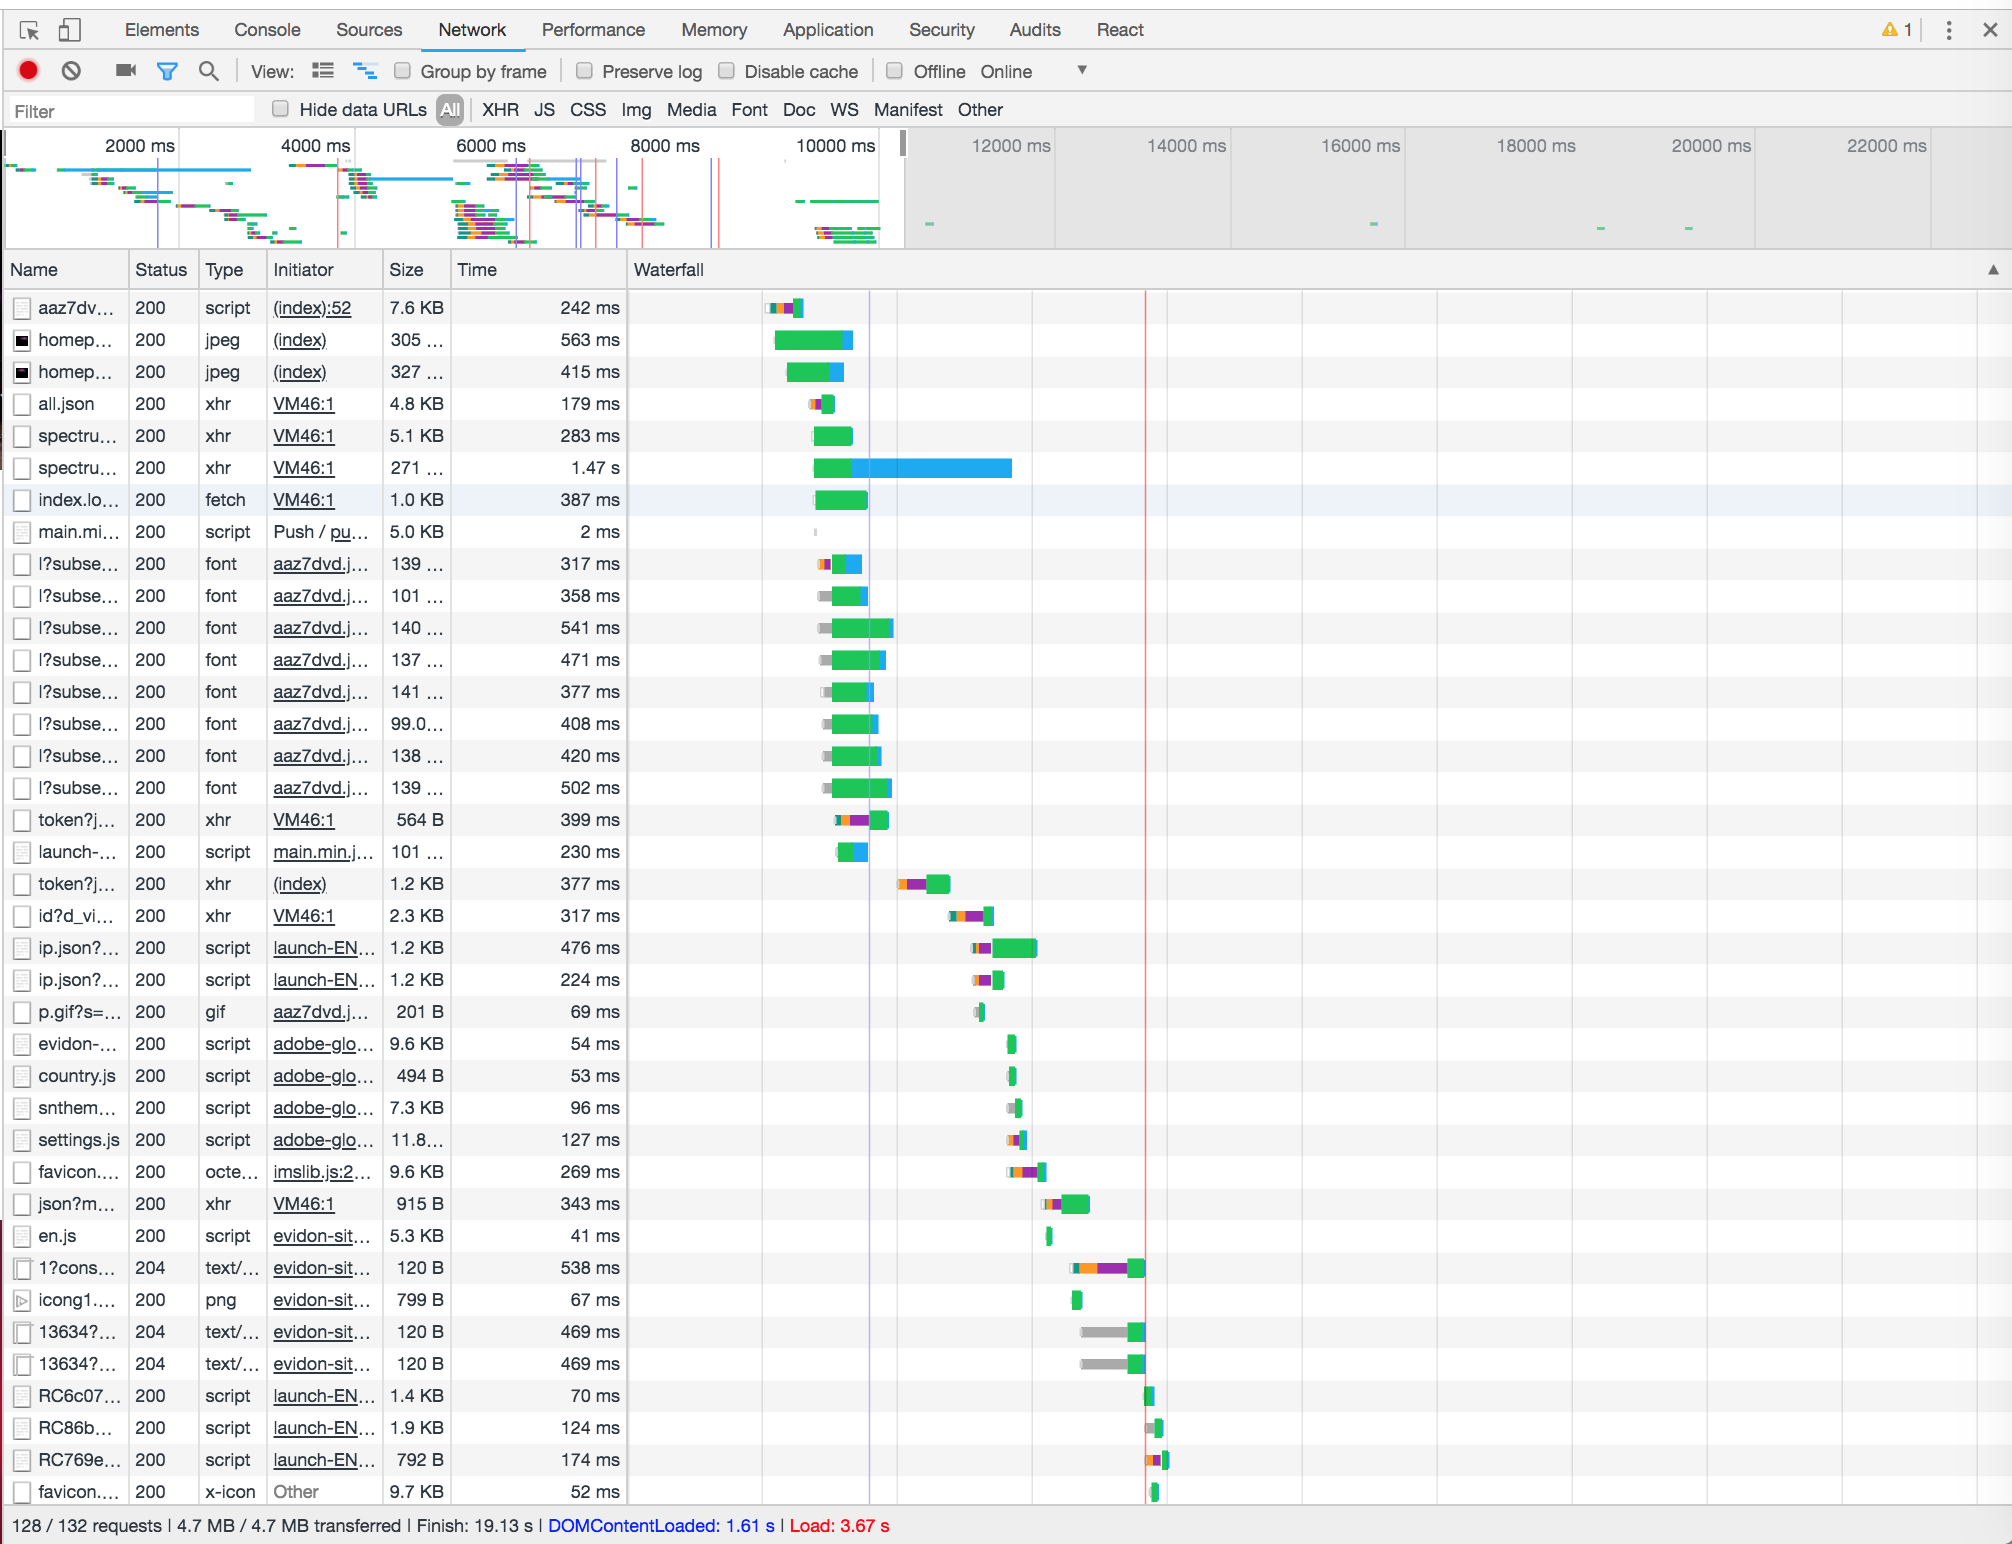 Elements Console Sources Network Performance Memory Application Security Audits React 1
View: Group by frame Preserve log Disable cache Offline Online
Filter Hide data URLs All XHR JS CSS Img Media Font Doc WS Manifest Other
2000 ms 4000 ms 6000 ms 8000 ms 10000 ms 12000 ms 14000 ms 16000 ms 18000 ms 20000 ms 22000 ms
Name Status Type Initiator Size Time Waterfall
aaz7dv... 200 script (index):52 7.6 KB 242 ms
homep... 200 jpeg (index) 305 ... 563 ms
homep... 200 jpeg (index) 327 ... 415 ms
all.json 200 xhr VM46:1 4.8 KB 179 ms
spectru... 200 xhr VM46:1 5.1 KB 283 ms
spectru... 200 xhr VM46:1 271 ... 1.47 s
index.lo... 200 fetch VM46:1 1.0 KB 387 ms
main.mi... 200 script Push / pu... 5.0 KB 2 ms
l?subse... 200 font aaz7dvd.j... 139 ... 317 ms
l?subse... 200 font aaz7dvd.j... 101 ... 358 ms
l?subse... 200 font aaz7dvd.j... 140 ... 541 ms
l?subse... 200 font aaz7dvd.j... 137 ... 471 ms
l?subse... 200 font aaz7dvd.j... 141 ... 377 ms
l?subse... 200 font aaz7dvd.j... 99.0... 408 ms
l?subse... 200 font aaz7dvd.j... 138 ... 420 ms
l?subse... 200 font aaz7dvd.j... 139 ... 502 ms
token?j... 200 xhr VM46:1 564 B 399 ms
launch-... 200 script main.min.j... 101 ... 230 ms
token?j... 200 xhr (index) 1.2 KB 377 ms
id?d_vi... 200 xhr VM46:1 2.3 KB 317 ms
ip.json?... 200 script launch-EN... 1.2 KB 476 ms
ip.json?... 200 script launch-EN... 1.2 KB 224 ms
p.gif?s=... 200 gif aaz7dvd.j... 201 B 69 ms
evidon-... 200 script adobe-glo... 9.6 KB 54 ms
country.js 200 script adobe-glo... 494 B 53 ms
snthem... 200 script adobe-glo... 7.3 KB 96 ms
settings.js 200 script adobe-glo... 11.8... 127 ms
favicon.... 200 octe... imslib.js:2... 9.6 KB 269 ms
json?m... 200 xhr VM46:1 915 B 343 ms
en.js 200 script evidon-sit... 5.3 KB 41 ms
1?cons... 204 text/... evidon-sit... 120 B 538 ms
icong1.... 200 png evidon-sit... 799 B 67 ms
13634?... 204 text/... evidon-sit... 120 B 469 ms
13634?... 204 text/... evidon-sit... 120 B 469 ms
RC6c07... 200 script launch-EN... 1.4 KB 70 ms
RC86b... 200 script launch-EN... 1.9 KB 124 ms
RC769e... 200 script launch-EN... 792 B 174 ms
favicon.... 200 x-icon Other 9.7 KB 52 ms
128 / 132 requests | 4.7 MB / 4.7 MB transferred | Finish: 19.13 s | DOMContentLoaded: 1.61 s | Load: 3.67 s